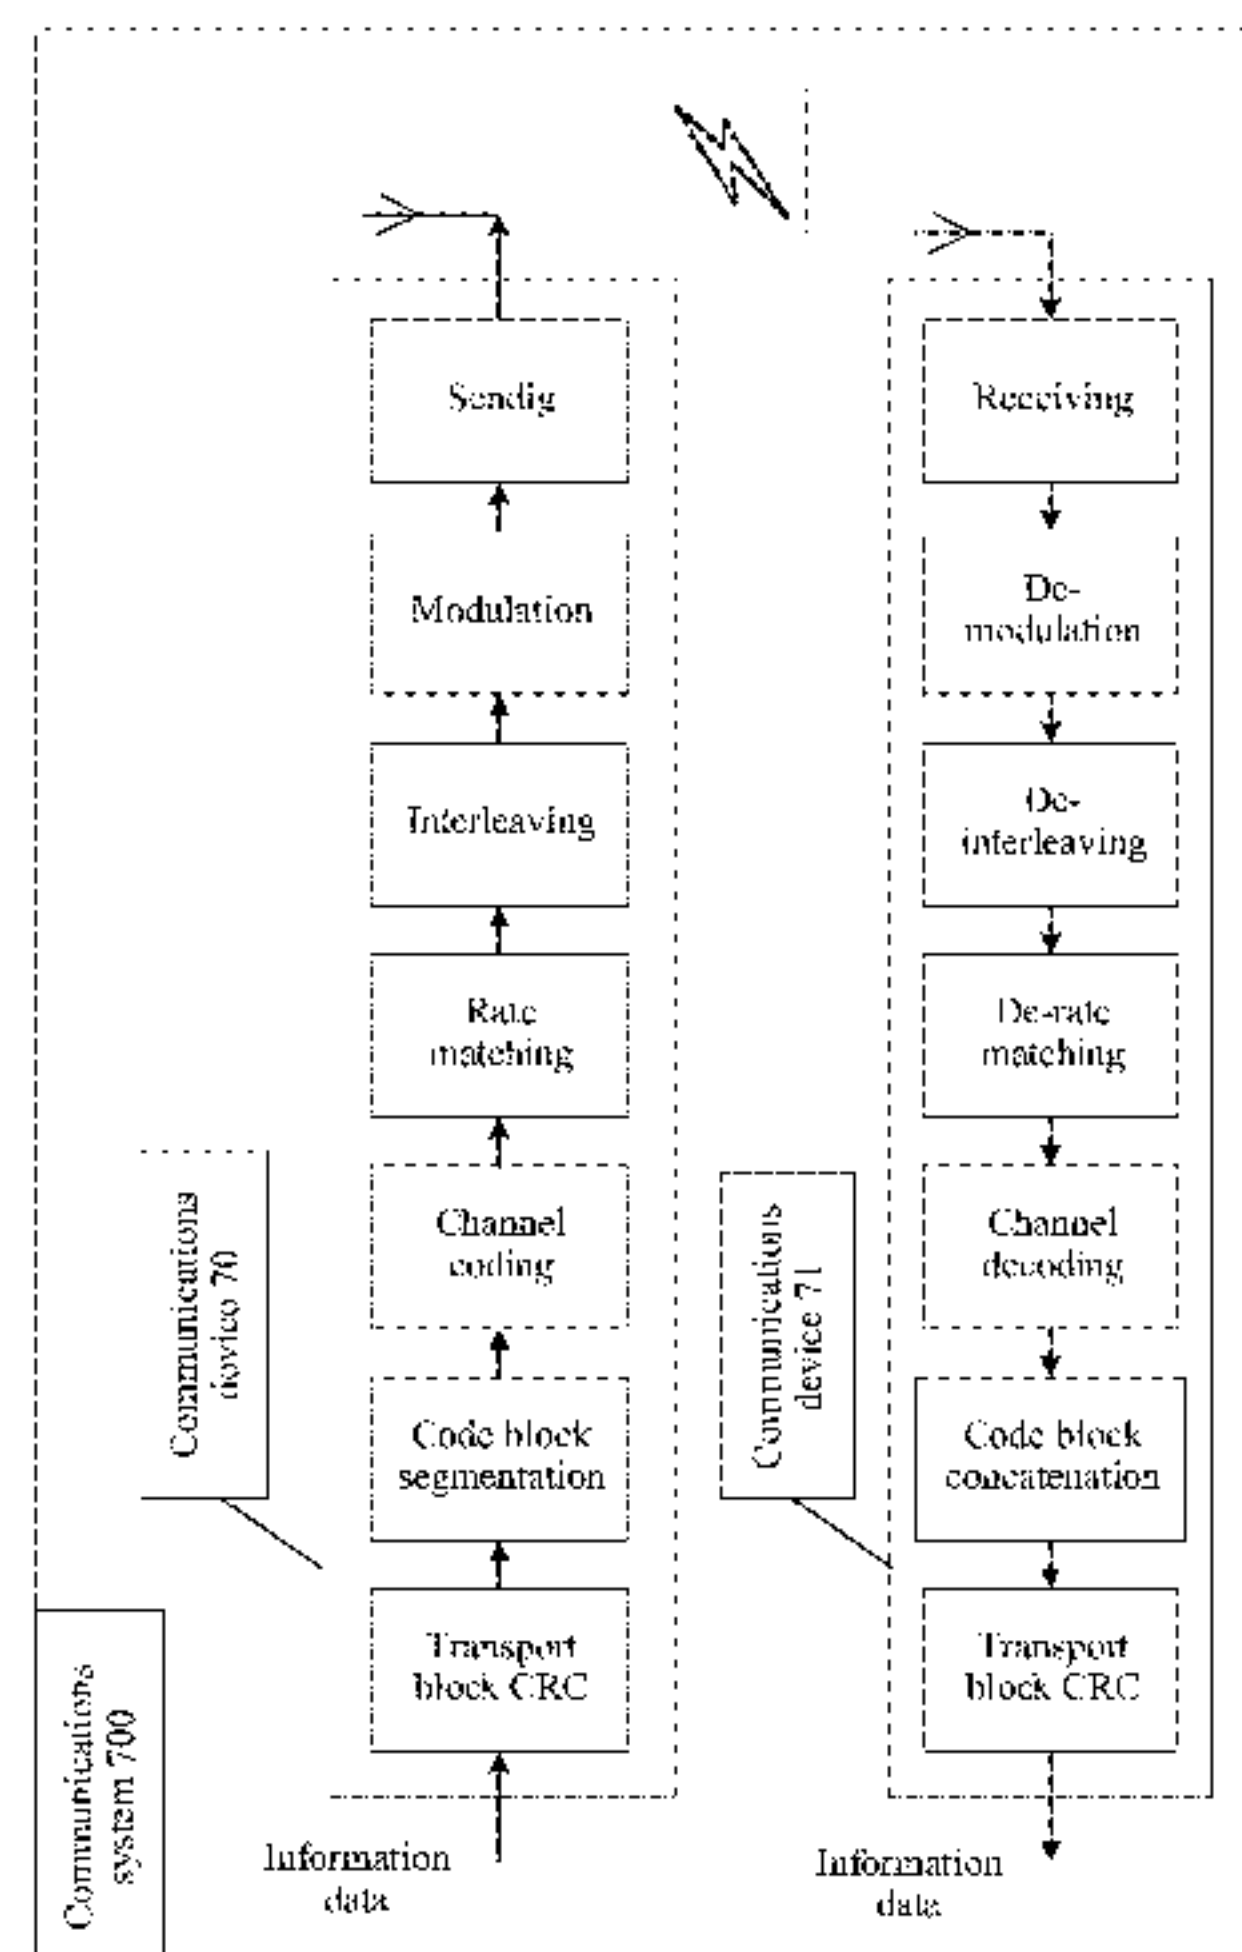 Sendig
Modulation
Interleaving
Rate
matching
Channel
coding
Code block
segmentation
Transport
block CRC
Information
data
Communications
device 70
Receiving
De-
modulation
De-
interleaving
De-rate
matching
Channel
decoding
Code block
concatenation
Transport
block CRC
Information
data
Communications
device 71
Communications
system 700